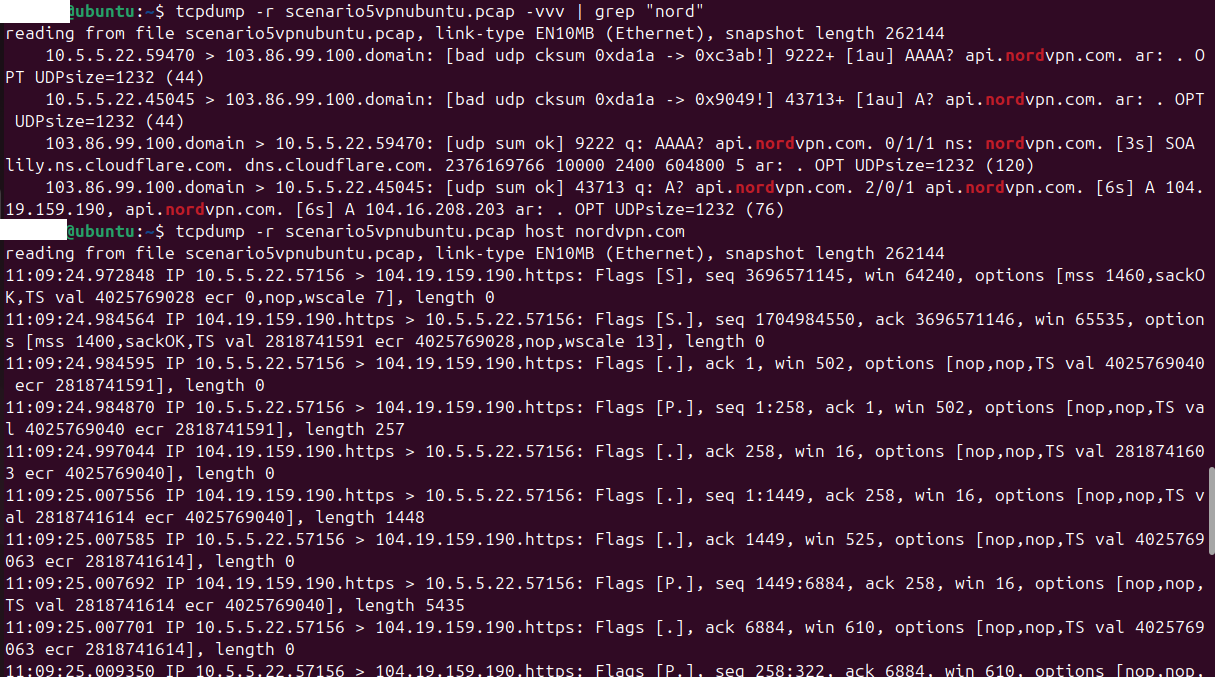 @ubuntu:~$ tcpdump -r scenario5vpnubuntu.pcap -vvv | grep "nord"
reading from file scenario5vpnubuntu.pcap, link-type EN10MB (Ethernet), snapshot length 262144
    10.5.5.22.59470 > 103.86.99.100.domain: [bad udp cksum 0xda1a -> 0xc3ab!] 9222+ [1au] AAAA? api.nordvpn.com. ar: . O
PT UDPsize=1232 (44)
    10.5.5.22.45045 > 103.86.99.100.domain: [bad udp cksum 0xda1a -> 0x9049!] 43713+ [1au] A? api.nordvpn.com. ar: . OPT
 UDPsize=1232 (44)
    103.86.99.100.domain > 10.5.5.22.59470: [udp sum ok] 9222 q: AAAA? api.nordvpn.com. 0/1/1 ns: nordvpn.com. [3s] SOA
lily.ns.cloudflare.com. dns.cloudflare.com. 2376169766 10000 2400 604800 5 ar: . OPT UDPsize=1232 (120)
    103.86.99.100.domain > 10.5.5.22.45045: [udp sum ok] 43713 q: A? api.nordvpn.com. 2/0/1 api.nordvpn.com. [6s] A 104.
19.159.190, api.nordvpn.com. [6s] A 104.16.208.203 ar: . OPT UDPsize=1232 (76)
@ubuntu:~$ tcpdump -r scenario5vpnubuntu.pcap host nordvpn.com
reading from file scenario5vpnubuntu.pcap, link-type EN10MB (Ethernet), snapshot length 262144
11:09:24.972848 IP 10.5.5.22.57156 > 104.19.159.190.https: Flags [S], seq 3696571145, win 64240, options [mss 1460,sackO
K,TS val 4025769028 ecr 0,nop,wscale 7], length 0
11:09:24.984564 IP 104.19.159.190.https > 10.5.5.22.57156: Flags [S.], seq 1704984550, ack 3696571146, win 65535, option
s [mss 1400,sackOK,TS val 2818741591 ecr 4025769028,nop,wscale 13], length 0
11:09:24.984595 IP 10.5.5.22.57156 > 104.19.159.190.https: Flags [.], ack 1, win 502, options [nop,nop,TS val 4025769040
 ecr 2818741591], length 0
11:09:24.984870 IP 10.5.5.22.57156 > 104.19.159.190.https: Flags [P.], seq 1:258, ack 1, win 502, options [nop,nop,TS va
l 4025769040 ecr 2818741591], length 257
11:09:24.997044 IP 104.19.159.190.https > 10.5.5.22.57156: Flags [.], ack 258, win 16, options [nop,nop,TS val 281874160
3 ecr 4025769040], length 0
11:09:25.007556 IP 104.19.159.190.https > 10.5.5.22.57156: Flags [.], seq 1:1449, ack 258, win 16, options [nop,nop,TS v
al 2818741614 ecr 4025769040], length 1448
11:09:25.007585 IP 10.5.5.22.57156 > 104.19.159.190.https: Flags [.], ack 1449, win 525, options [nop,nop,TS val 4025769
063 ecr 2818741614], length 0
11:09:25.007692 IP 104.19.159.190.https > 10.5.5.22.57156: Flags [P.], seq 1449:6884, ack 258, win 16, options [nop,nop,
TS val 2818741614 ecr 4025769040], length 5435
11:09:25.007701 IP 10.5.5.22.57156 > 104.19.159.190.https: Flags [.], ack 6884, win 610, options [nop,nop,TS val 4025769
063 ecr 2818741614], length 0
11:09:25.009350 IP 10.5.5.22.57156 > 104.19.159.190.https: Flags [P.], seq 258:322, ack 6884, win 610, options [nop,nop,